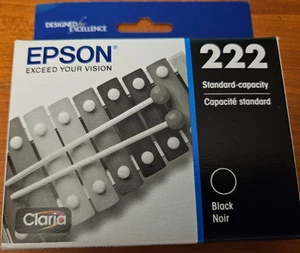 DESIGNED for
EXCELLENCE
EPSON
EXCEED YOUR VISION
222
Standard-capacity
Capacité standard
Black
Noir
Claria